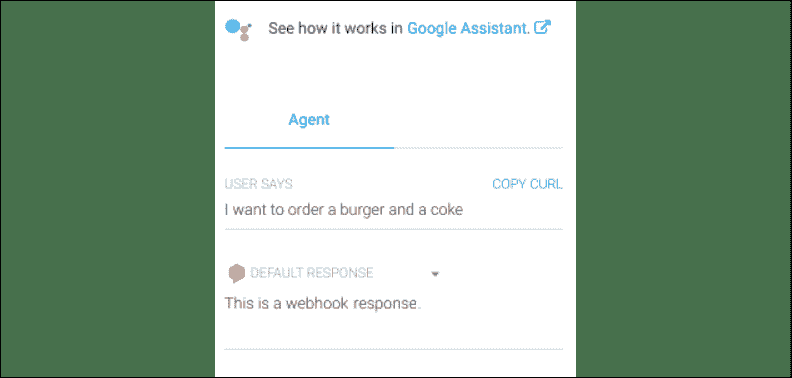 See how it works in Google Assistant.
Agent
USER SAYS COPY CURL
I want to order a burger and a coke
DEFAULT RESPONSE
This is a webhook response.